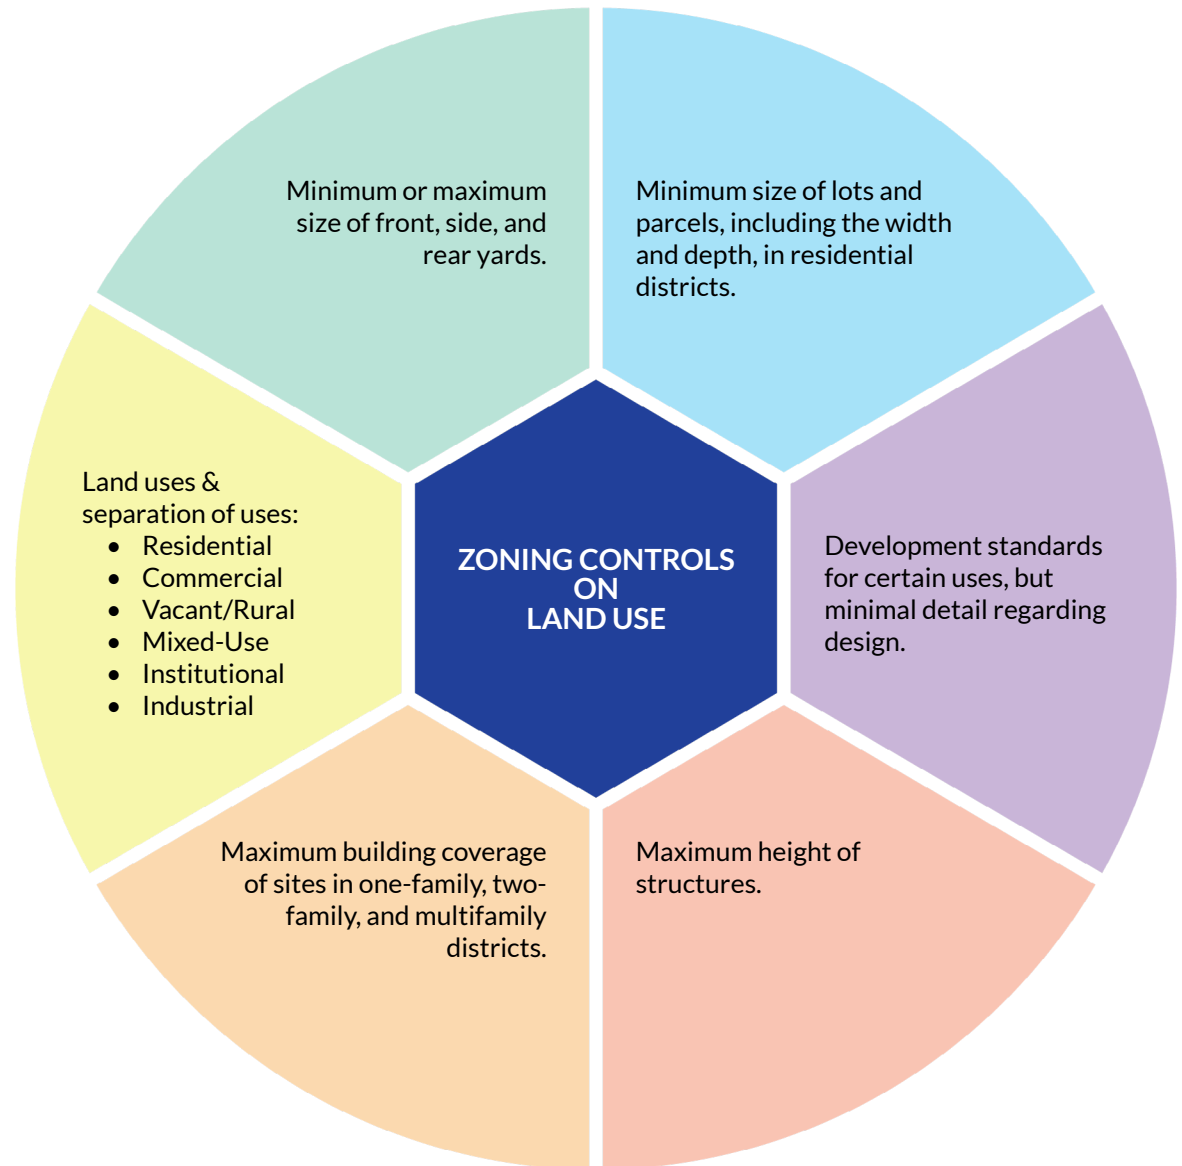 Minimum or maximum
size of front, side, and
rear yards.
Minimum size of lots and
parcels, including the width
and depth, in residential
districts.
Land uses &
separation of uses:
• Residential
• Commercial
• Vacant/Rural
• Mixed-Use
• Institutional
• Industrial
ZONING CONTROLS
ON
LAND USE
Development standards
for certain uses, but
minimal detail regarding
design.
Maximum building coverage
of sites in one-family, two-
family, and multifamily
districts.
Maximum height of
structures.